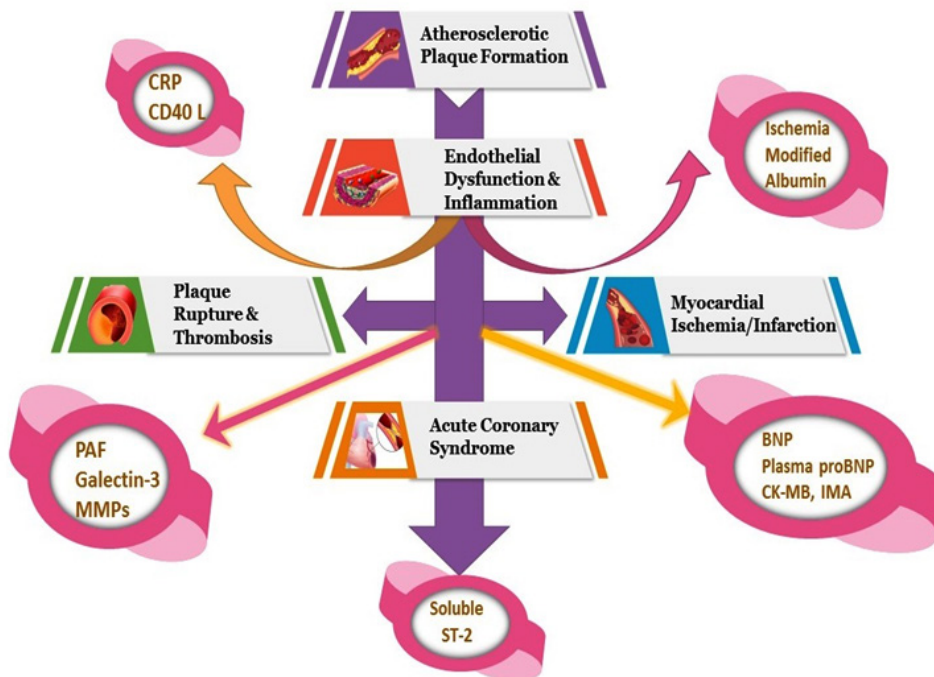 Atherosclerotic
Plaque Formation
CRP
CD40 L
Endothelial
Dysfunction &
Inflammation
Ischemia
Modified
Albumin
Plaque
Rupture &
Thrombosis
Myocardial
Ischemia/Infarction
Acute Coronary
Syndrome
PAF
Galectin-3
MMPs
BNP
Plasma proBNP
CK-MB, IMA
Soluble
ST-2